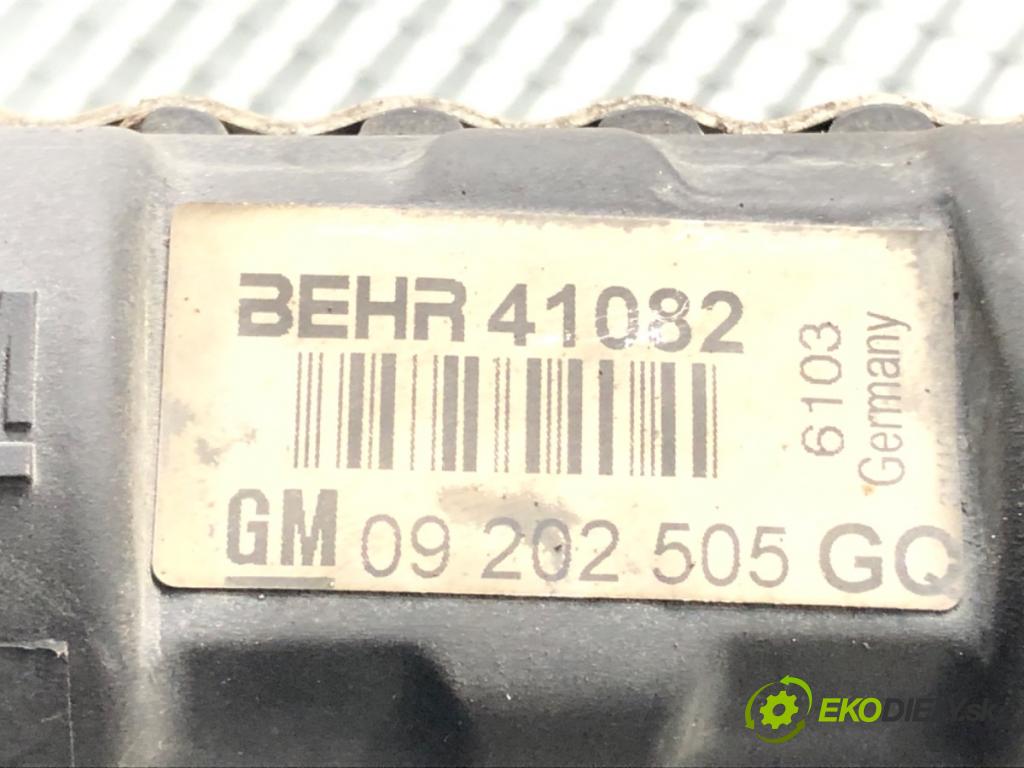 BEHR 41082
6103
Germany
GM 09 202 505 GQ
EKODIELY.sk